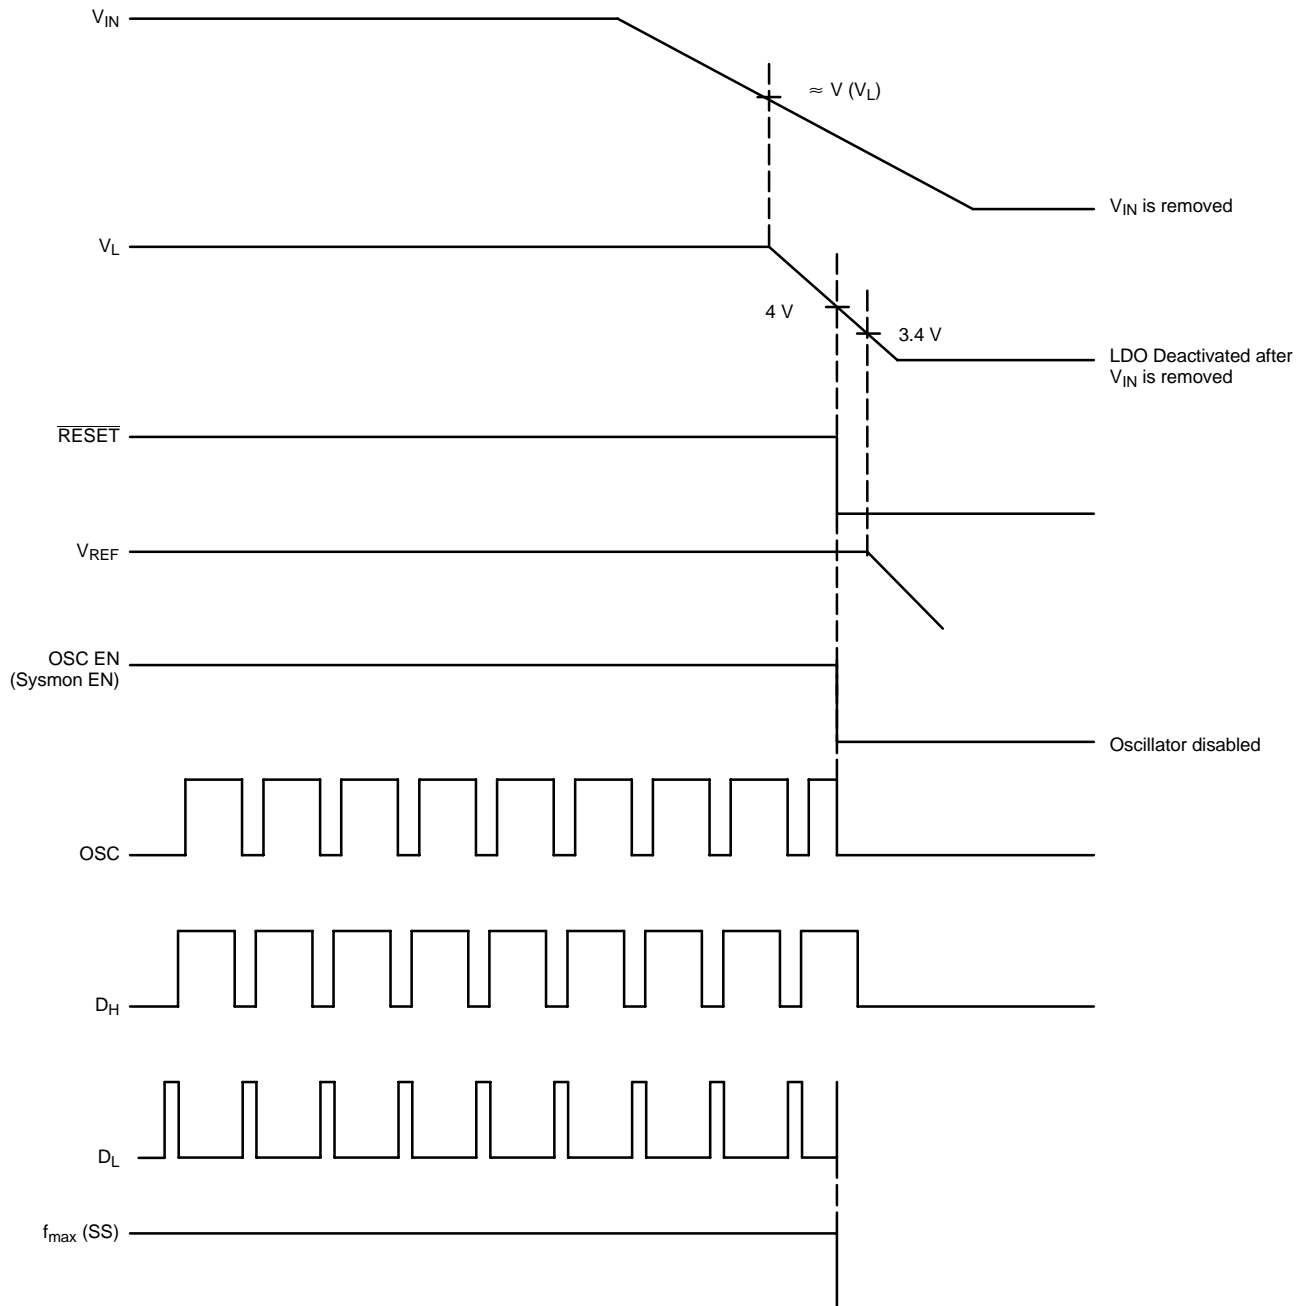 V_IN
≈ V (V_L)
V_IN is removed
V_L
4 V
3.4 V
LDO Deactivated after
V_IN is removed
R̅E̅S̅E̅T̅
V_REF
OSC EN
(Sysmon EN)
Oscillator disabled
OSC
D_H
D_L
f_max (SS)